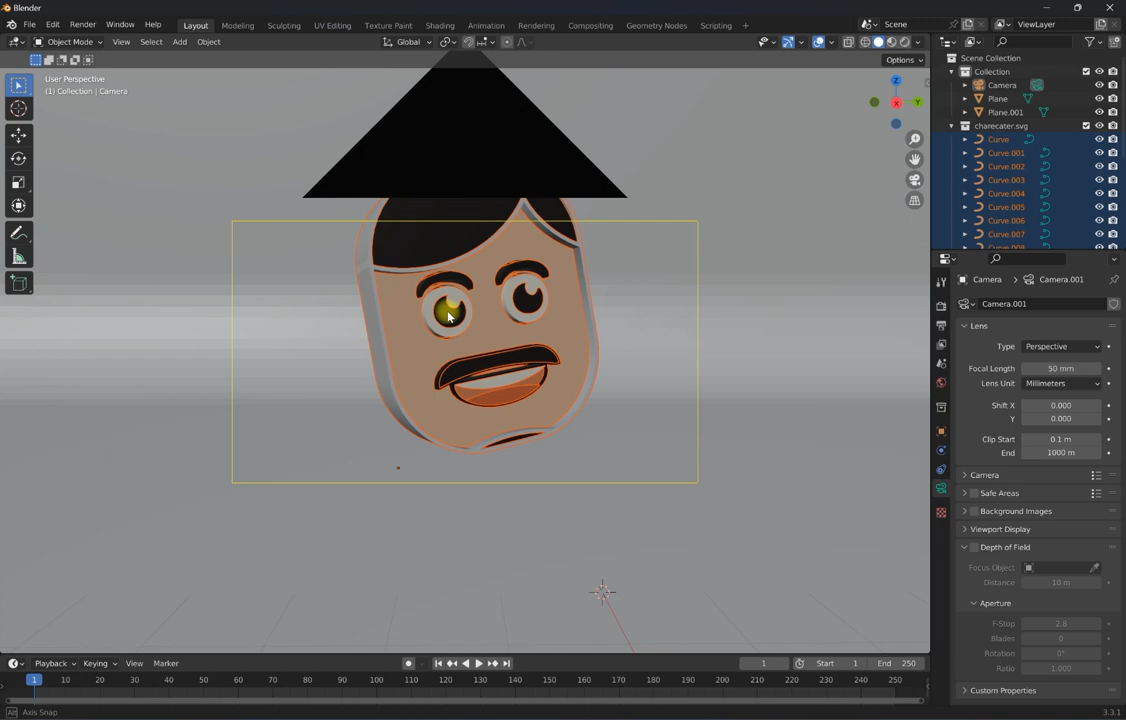 Blender
File Edit Render Window Help Layout Modeling Sculpting UV Editing Texture Paint Shading Animation Rendering Compositing Geometry Nodes Scripting + Scene ViewLayer
Object Mode View Select Add Object Global
Options
User Perspective
(1) Collection | Camera
Z
Y
X
Scene Collection
Collection
Camera
Plane
Plane.001
charecater.svg
Curve
Curve.001
Curve.002
Curve.003
Curve.004
Curve.005
Curve.006
Curve.007
Curve.008
Camera > Camera.001
Camera.001
Lens
Type Perspective
Focal Length 50 mm
Lens Unit Millimeters
Shift X 0.000
Y 0.000
Clip Start 0.1 m
End 1000 m
Camera
Safe Areas
Background Images
Viewport Display
Depth of Field
Focus Object
Distance 10 m
Aperture
F-Stop 2.8
Blades 0
Rotation 0°
Ratio 1.000
Custom Properties
Playback Keying View Marker 1 Start 1 End 250
1 10 20 30 40 50 60 70 80 90 100 110 120 130 140 150 160 170 180 190 200 210 220 230 240 250
Alt Axis Snap 3.3.1